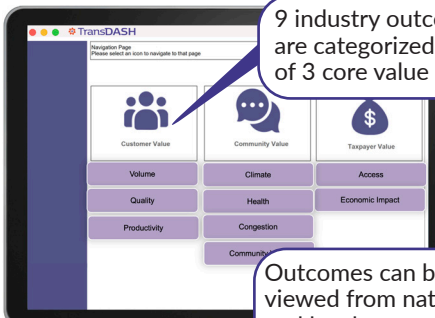 TransDASH
9 industry
are categorized
of 3 core value
Navigation Page
Please select an icon to navigate to that page
Customer Value
Community Value
Taxpayer Value
Volume
Climate
Access
Quality
Health
Economic Impact
Productivity
Congestion
Outcomes can
viewed from